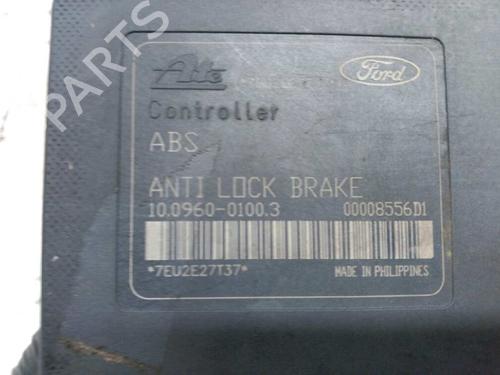 Ate
Ford
Controller
ABS
ANTI LOCK BRAKE
10.0960-0100.3 00008556D1
*7EU2E27T37* MADE IN PHILIPPINES
B-PARTS